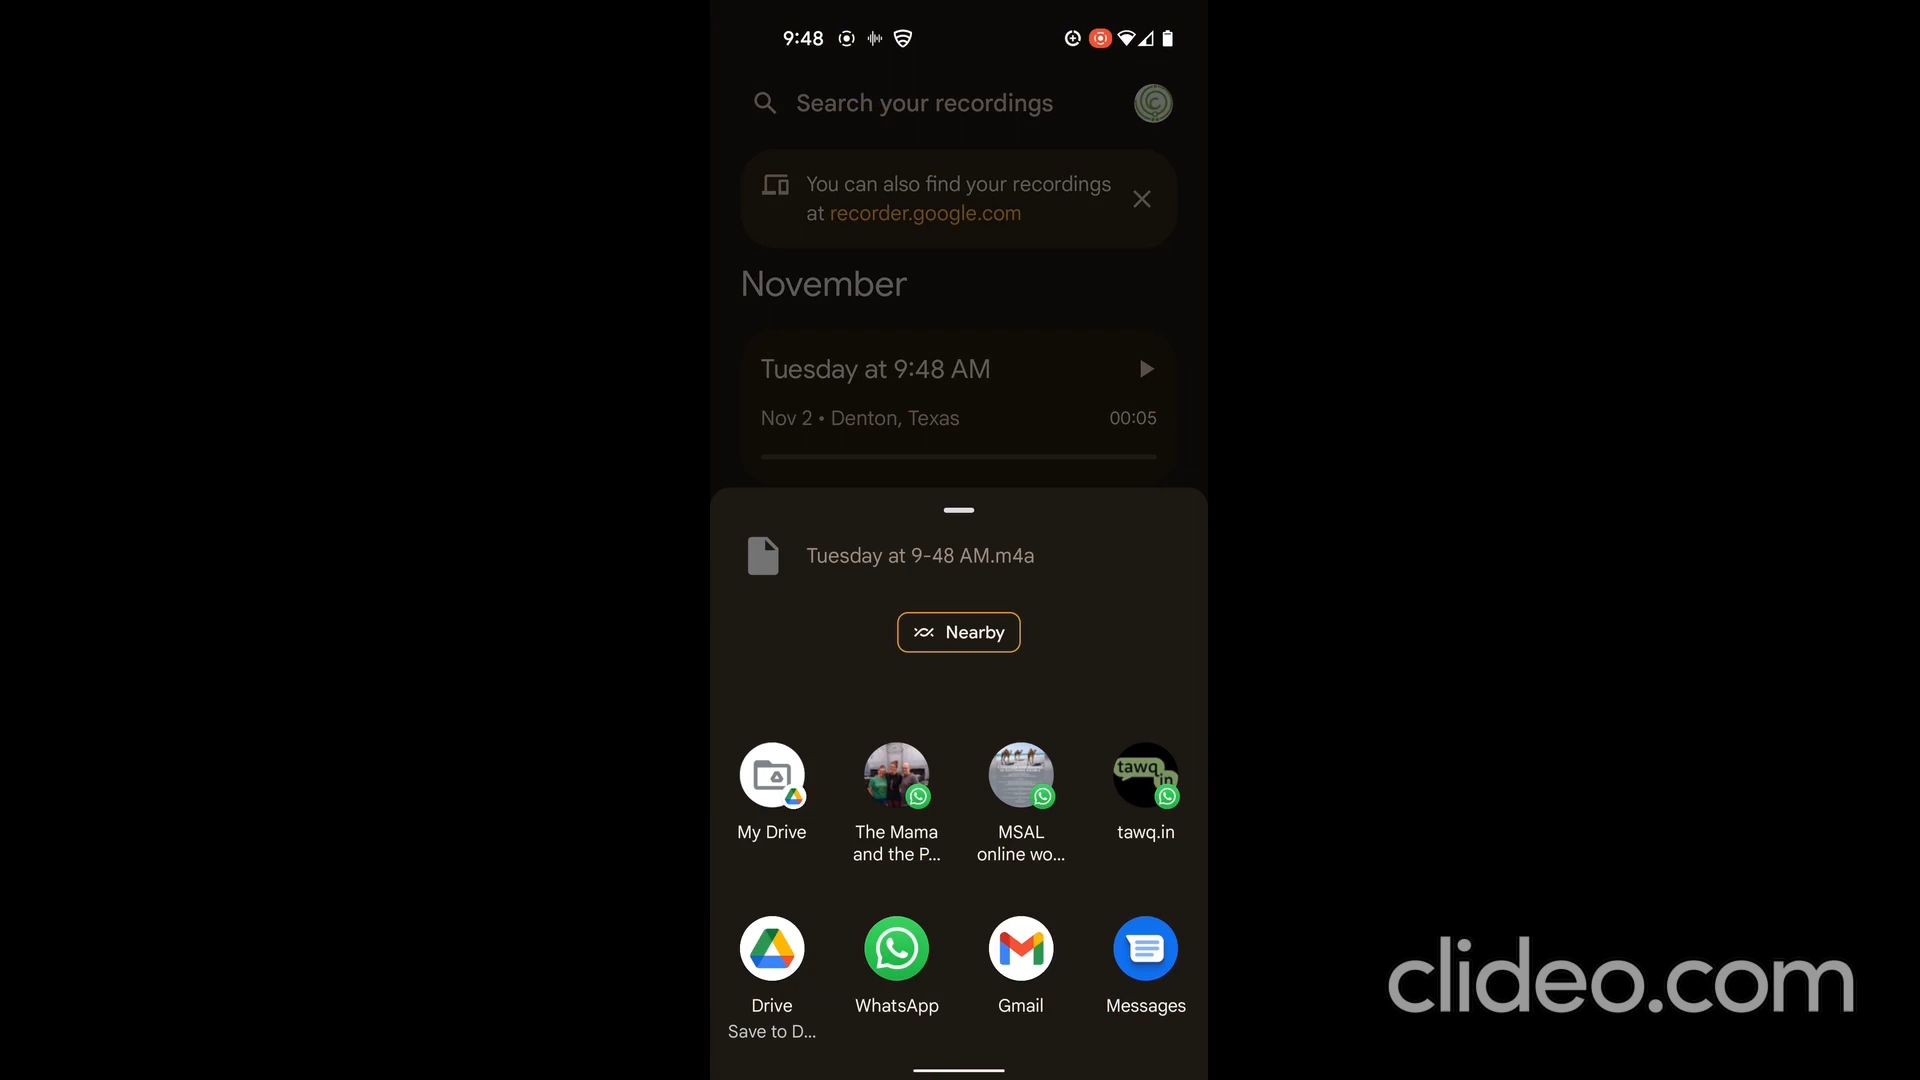 9:48
Search your recordings
You can also find your recordings
at recorder.google.com
November
Tuesday at 9:48 AM
Nov 2 • Denton, Texas
00:05
Tuesday at 9-48 AM.m4a
Nearby
tawq
in
My Drive
The Mama
and the P...
MSAL
online wo...
tawq.in
Drive
Save to D...
WhatsApp
Gmail
Messages
clideo.com